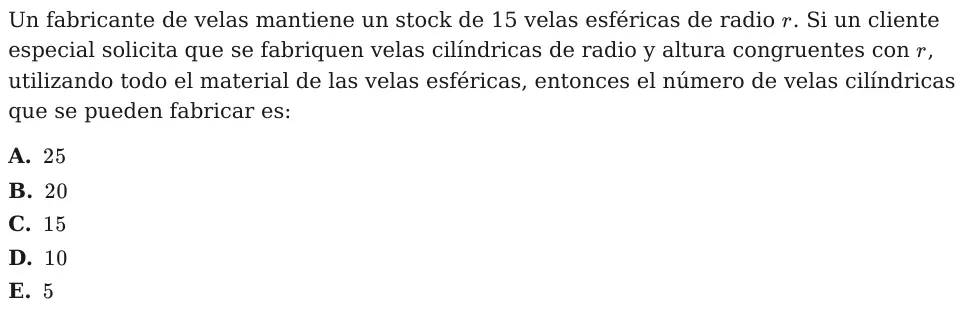 Un fabricante de velas mantiene un stock de 15 velas esféricas de radio r. Si un cliente
especial solicita que se fabriquen velas cilíndricas de radio y altura congruentes con r,
utilizando todo el material de las velas esféricas, entonces el número de velas cilíndricas
que se pueden fabricar es:
A. 25
B. 20
C. 15
D. 10
E. 5